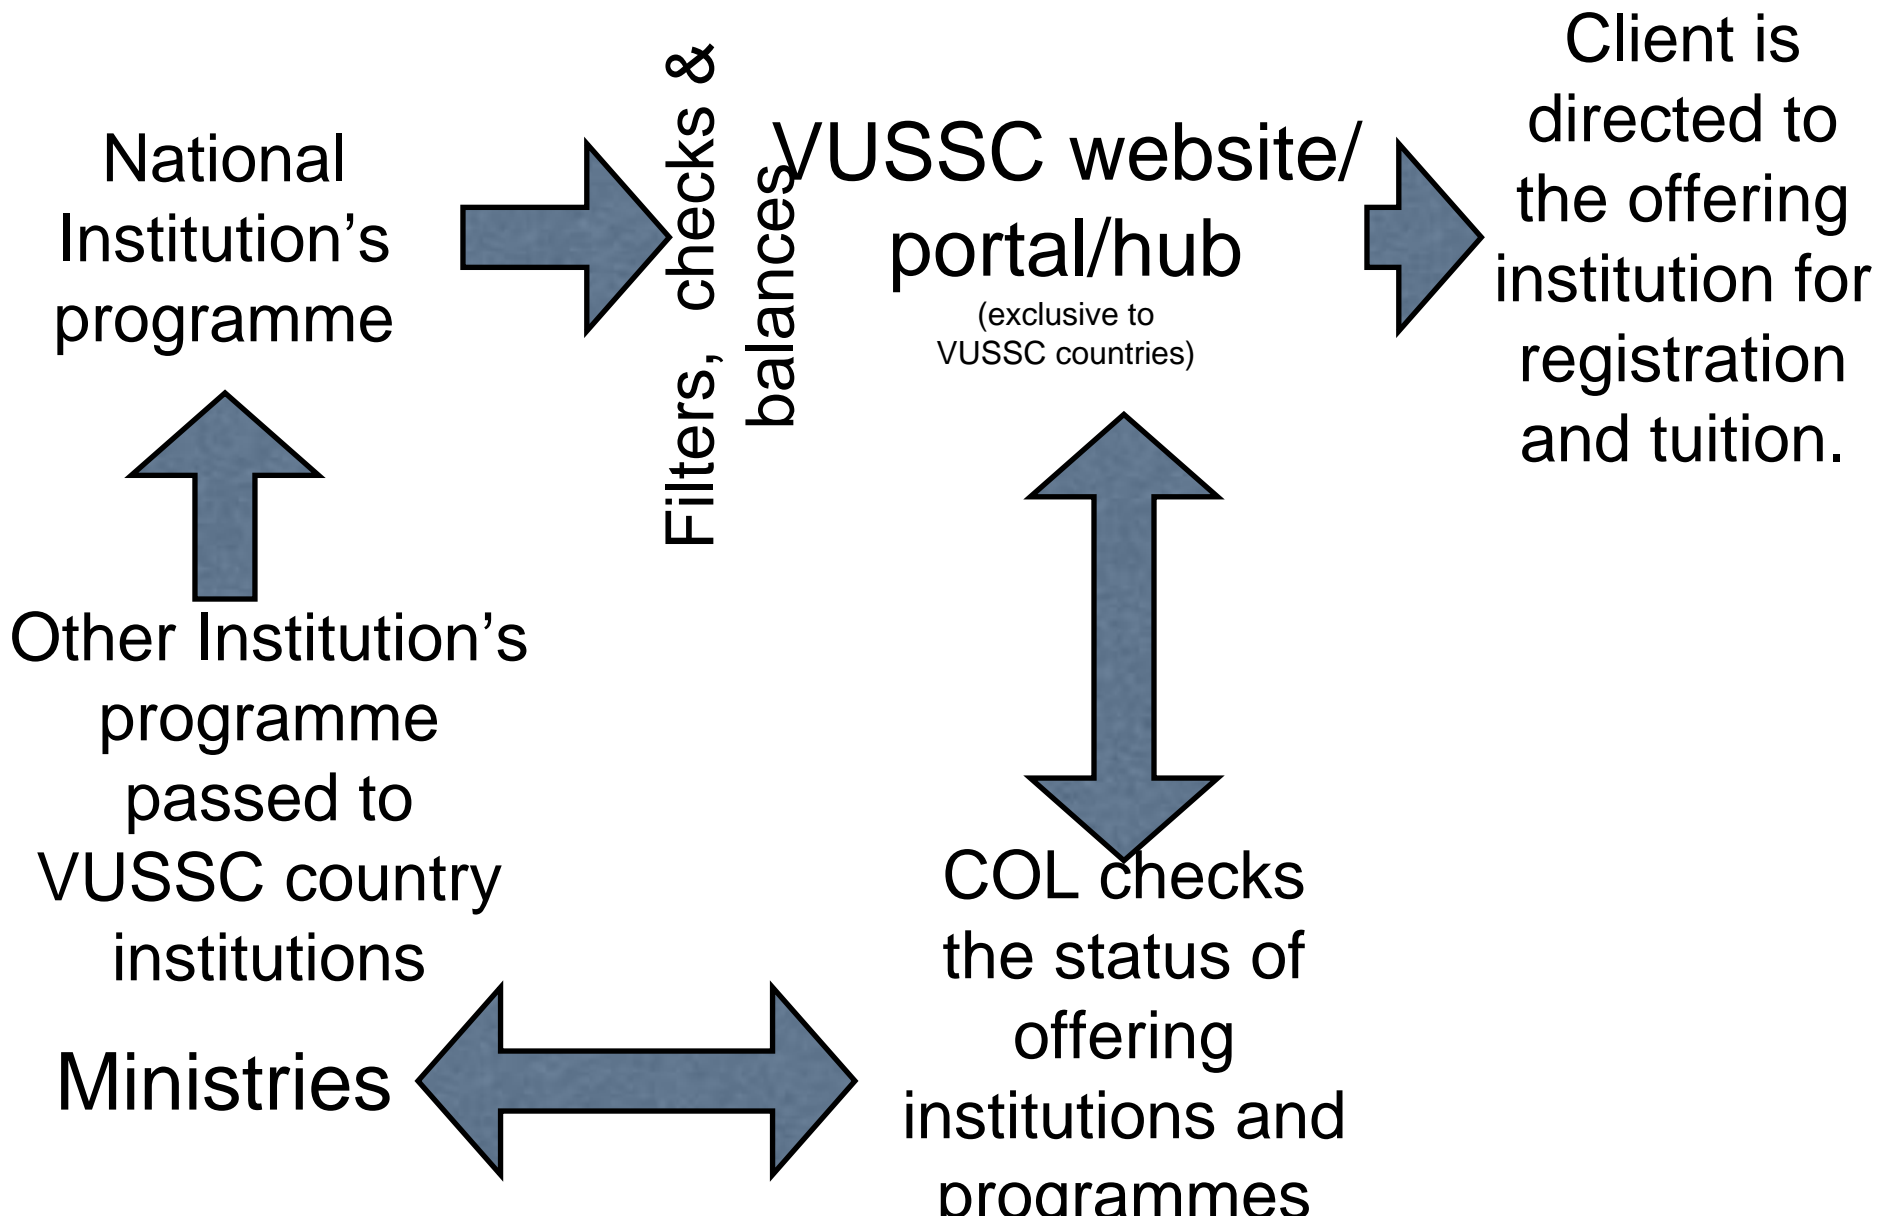 National
Institution’s
programme
Filters, checks &
balances
VUSSC website/
portal/hub
(exclusive to
VUSSC countries)
Client is
directed to
the offering
institution for
registration
and tuition.
Other Institution’s
programme
passed to
VUSSC country
institutions
Ministries
COL checks
the status of
offering
institutions and
programmes